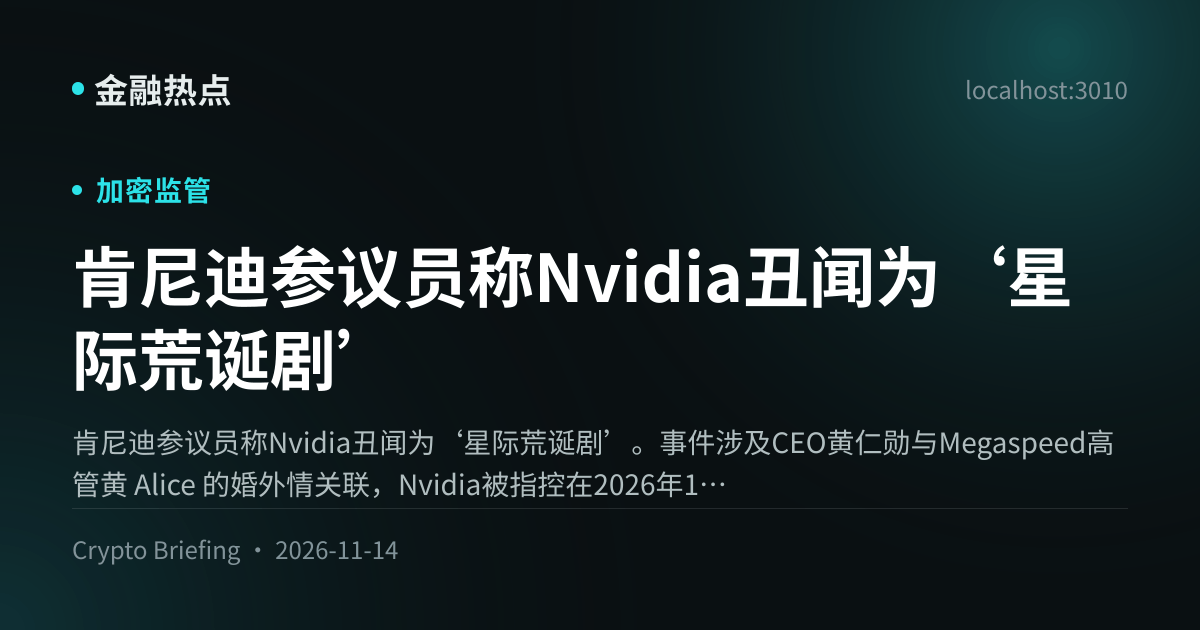 金融热点
localhost:3010
加密监管
肯尼迪参议员称Nvidia丑闻为‘星
际荒诞剧’
肯尼迪参议员称Nvidia丑闻为‘星际荒诞剧’。事件涉及CEO黄仁勋与Megaspeed高
管黄 Alice 的婚外情关联，Nvidia被指控在2026年1…
Crypto Briefing · 2026-11-14